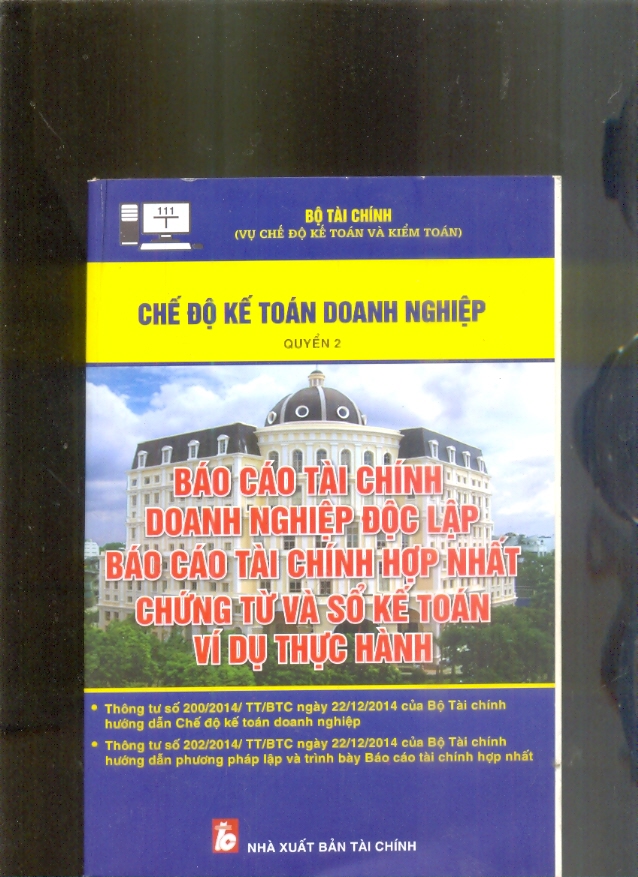 111
BỘ TÀI CHÍNH
(VỤ CHẾ ĐỘ KẾ TOÁN VÀ KIỂM TOÁN)
CHẾ ĐỘ KẾ TOÁN DOANH NGHIỆP
QUYỂN 2
BÁO CÁO TÀI CHÍNH
DOANH NGHIỆP ĐỘC LẬP
BÁO CÁO TÀI CHÍNH HỢP NHẤT
CHỨNG TỪ VÀ SỔ KẾ TOÁN
VÍ DỤ THỰC HÀNH
• Thông tư số 200/2014/ TT/BTC ngày 22/12/2014 của Bộ Tài chính
hướng dẫn Chế độ kế toán doanh nghiệp
• Thông tư số 202/2014/ TT/BTC ngày 22/12/2014 của Bộ Tài chính
hướng dẫn phương pháp lập và trình bày Báo cáo tài chính hợp nhất
NHÀ XUẤT BẢN TÀI CHÍNH